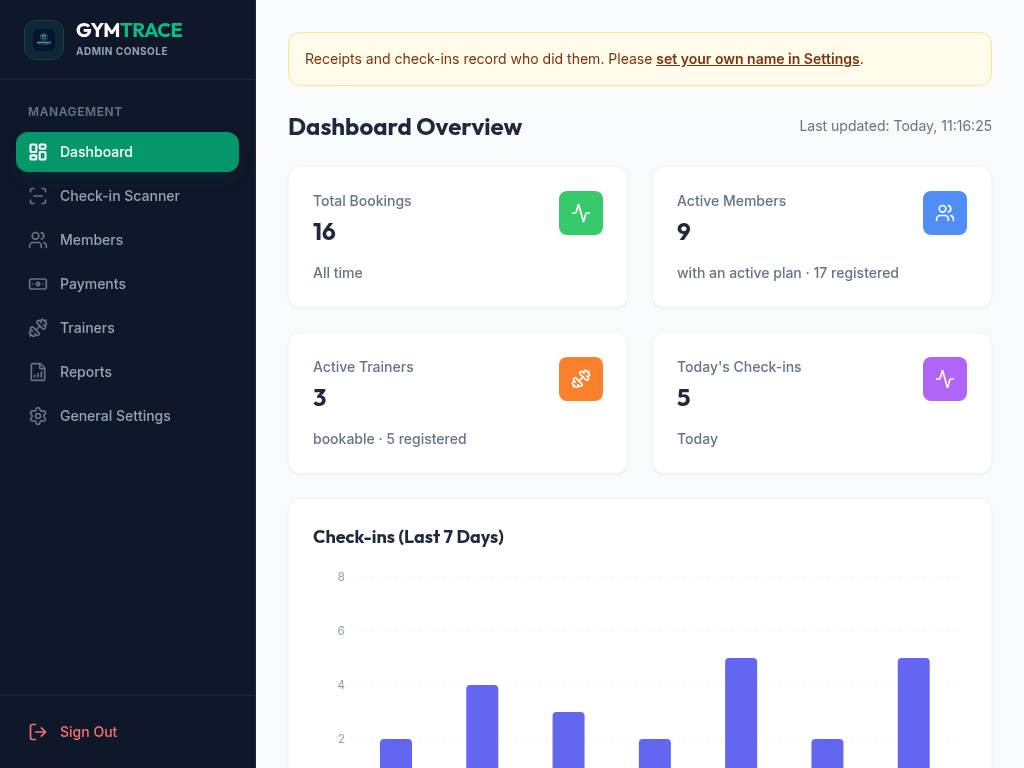 GYMTRACE
ADMIN CONSOLE
MANAGEMENT
Dashboard
Check-in Scanner
Members
Payments
Trainers
Reports
General Settings
Sign Out
Receipts and check-ins record who did them. Please set your own name in Settings.
Dashboard Overview
Last updated: Today, 11:16:25
Total Bookings
16
All time
Active Members
9
with an active plan · 17 registered
Active Trainers
3
bookable · 5 registered
Today's Check-ins
5
Today
Check-ins (Last 7 Days)
8
6
4
2